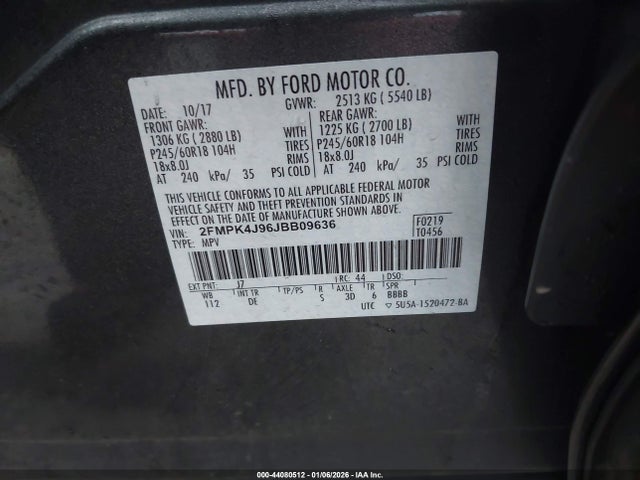 MFD. BY FORD MOTOR CO.
DATE: 10/17 GVWR: 2513 KG ( 5540 LB)
FRONT GAWR: REAR GAWR:
1306 KG ( 2880 LB) WITH 1225 KG ( 2700 LB) WITH
P245/60R18 104H TIRES P245/60R18 104H TIRES
18x8.0J RIMS 18x8.0J RIMS
AT 240 kPa/ 35 PSI COLD AT 240 kPa/ 35 PSI COLD
THIS VEHICLE CONFORMS TO ALL APPLICABLE FEDERAL MOTOR
VEHICLE SAFETY AND THEFT PREVENTION STANDARDS IN
EFFECT ON THE DATE OF MANUFACTURE SHOWN ABOVE.
VIN: 2FMPK4J96JBB09636 F0219
TYPE: MPV T0456
EXT PNT: J7 RC: 44 DSO:
WB INT TR TP/PS R AXLE TR SPR
112 DE S 3D 6 BBBB
UTC ▽ 5U5A-1520472-BA
000-44080512 - 01/06/2026 - © IAA, Inc.